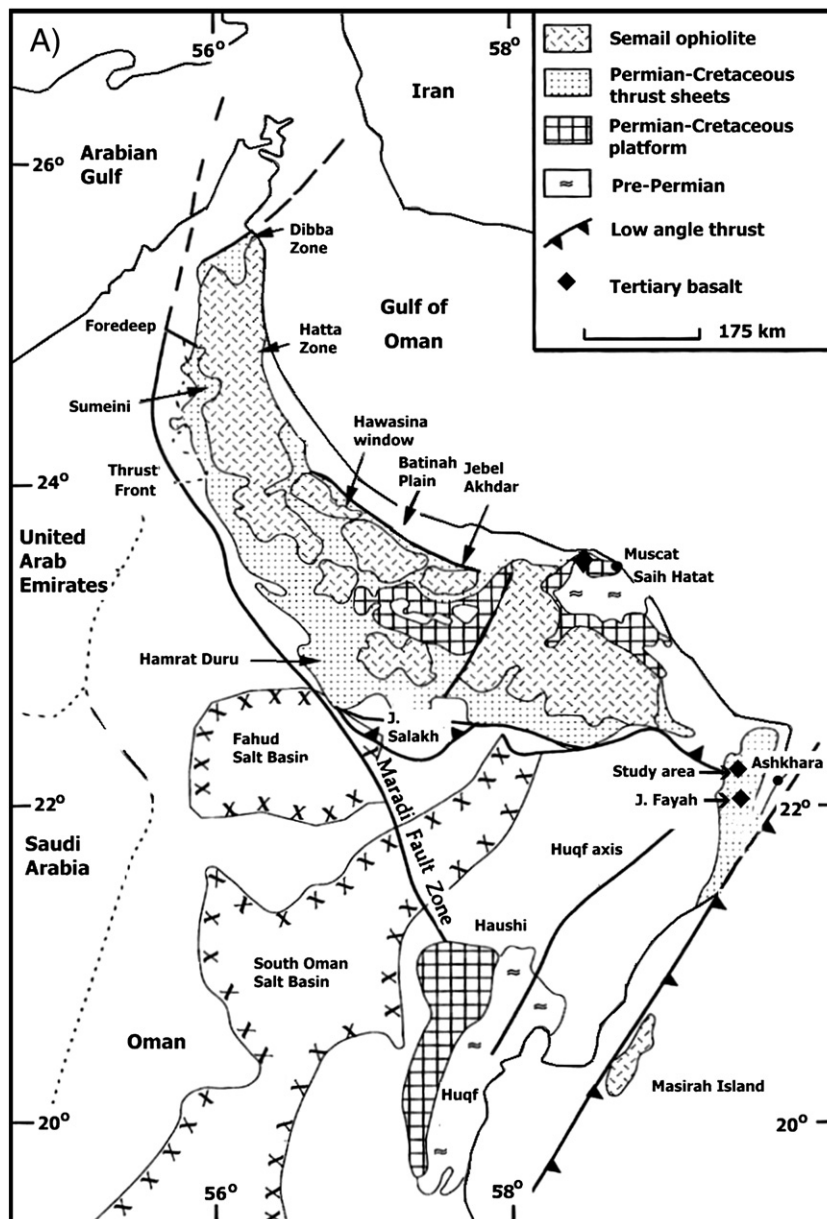 A)
56°
58°
Iran
Arabian
Gulf
26°
Semail ophiolite
Permian-Cretaceous
thrust sheets
Permian-Cretaceous
platform
Pre-Permian
Low angle thrust
Tertiary basalt
175 km
Dibba
Zone
Gulf of
Oman
Foredeep
Hatta
Zone
Sumeini
Hawasina
window
Batinah
Plain
Jebel
Akhdar
24°
Thrust
Front
United
Arab
Emirates
Muscat
Saih Hatat
Hamrat Duru
J.
Salakh
Fahud
Salt Basin
Maradi Fault Zone
Study area
Ashkhara
J. Fayah
22°
22°
Saudi
Arabia
Huqf axis
Haushi
South Oman
Salt Basin
Oman
Huqf
Masirah Island
20°
20°
56°
58°